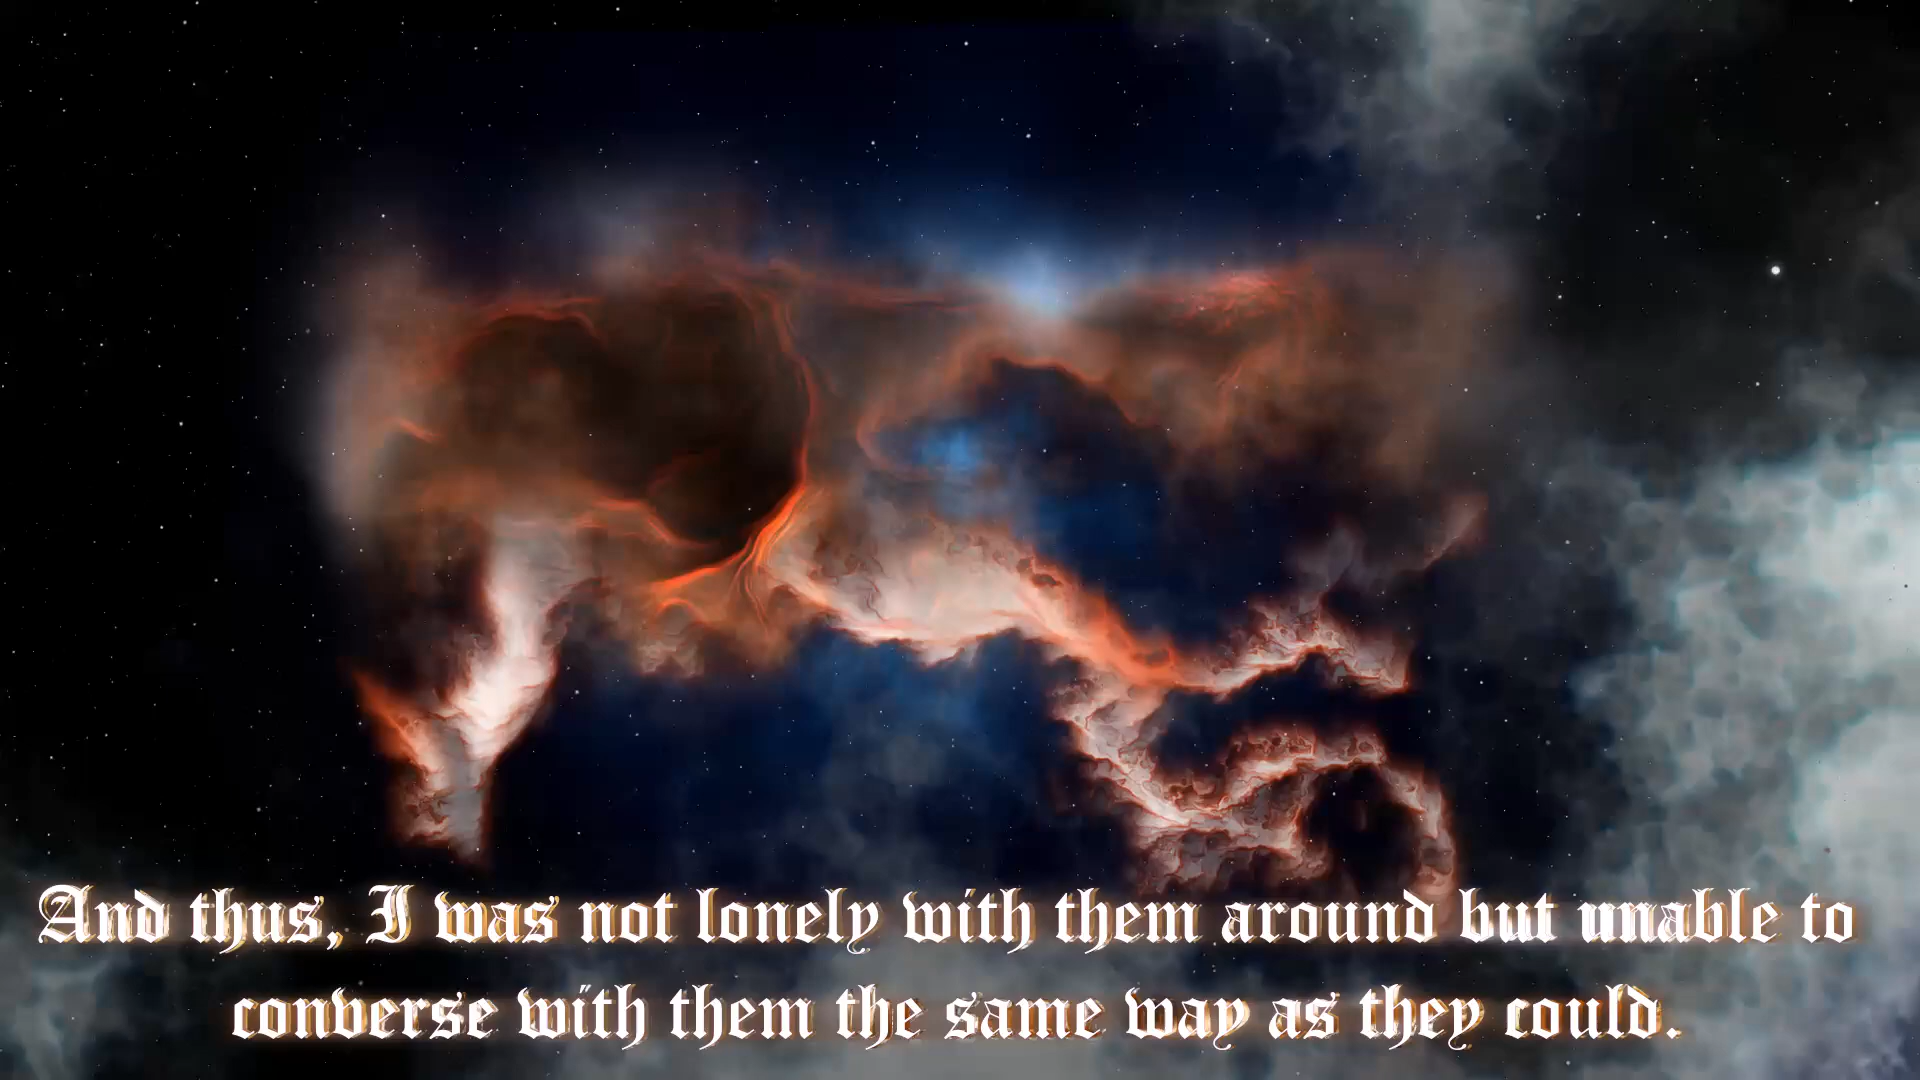 And thus, I was not lonely with them around but unable to
converse with them the same way as they could.